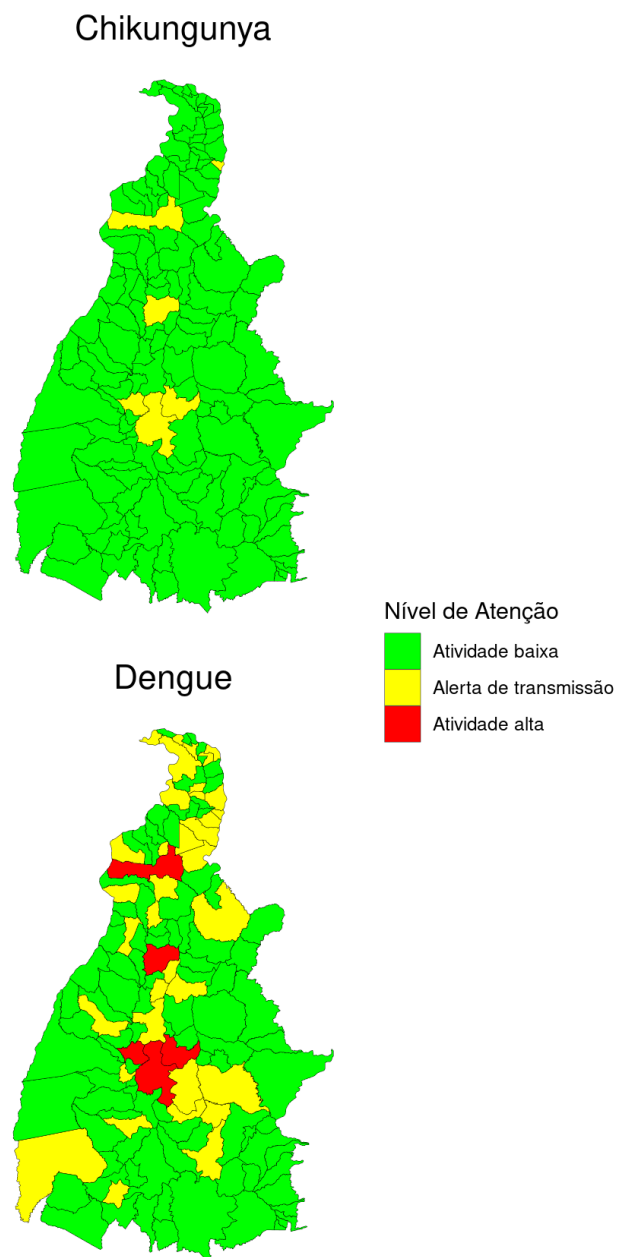 Chikungunya
Nível de Atenção
Atividade baixa
Alerta de transmissão
Atividade alta
Dengue